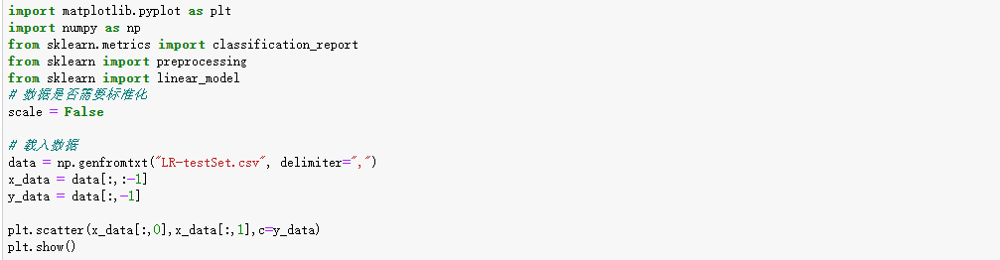 import matplotlib.pyplot as plt
import numpy as np
from sklearn.metrics import classification_report
from sklearn import preprocessing
from sklearn import linear_model
# 数据是否需要标准化
scale = False
# 载入数据
data = np.genfromtxt("LR-testSet.csv", delimiter=",")
x_data = data[:,:-1]
y_data = data[:,-1]
plt.scatter(x_data[:,0],x_data[:,1],c=y_data)
plt.show()